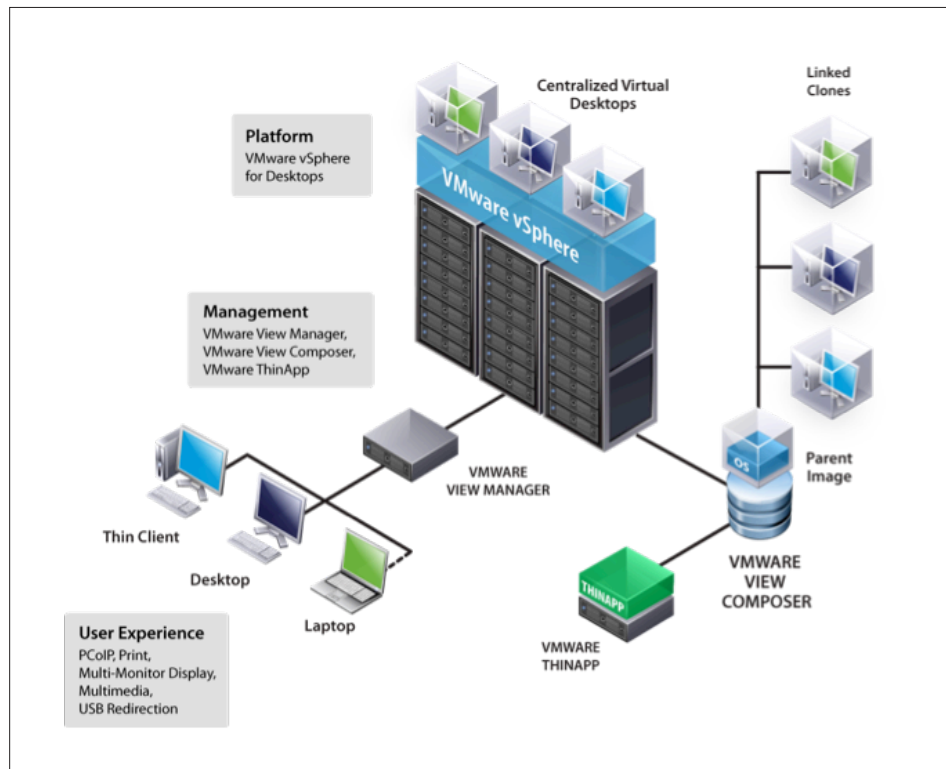 Centralized Virtual
Desktops
Linked
Clones
Platform
VMware vSphere
for Desktops
VMware vSphere
Management
VMware View Manager,
VMware View Composer,
VMware ThinApp
OS
Parent
Image
VMWARE
VIEW MANAGER
Thin Client
Desktop
Laptop
VMWARE
VIEW
COMPOSER
THINAPP
VMWARE
THINAPP
User Experience
PCoIP, Print,
Multi-Monitor Display,
Multimedia,
USB Redirection